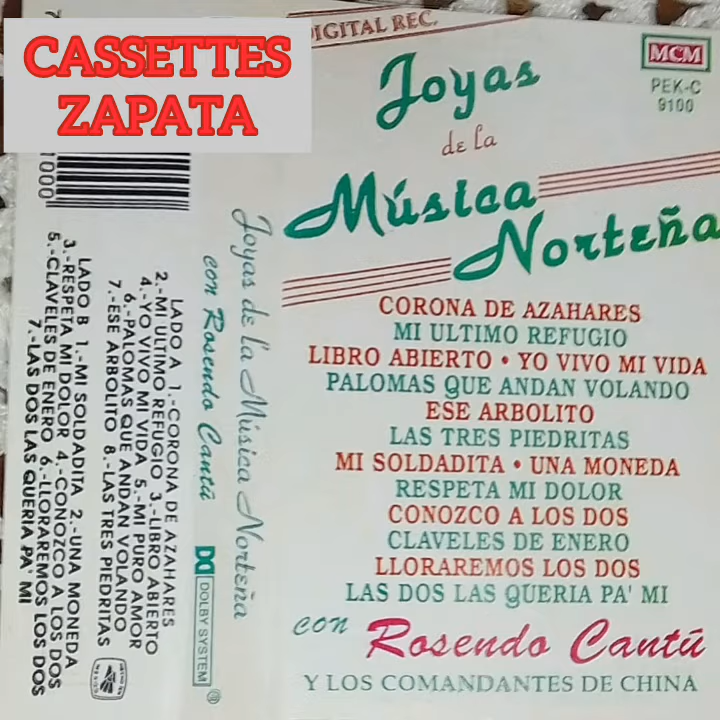 CASSETTES
ZAPATA
DIGITAL REC.
MCM
PEK-C
9100
Joyas
de la
Música
Norteña
CORONA DE AZAHARES
MI ULTIMO REFUGIO
LIBRO ABIERTO • YO VIVO MI VIDA
PALOMAS QUE ANDAN VOLANDO
ESE ARBOLITO
LAS TRES PIEDRITAS
MI SOLDADITA • UNA MONEDA
RESPETA MI DOLOR
CONOZCO A LOS DOS
CLAVELES DE ENERO
LLORAREMOS LOS DOS
LAS DOS LAS QUERIA PA' MI
con Rosendo Cantú
Y LOS COMANDANTES DE CHINA
Joyas de la Música Norteña
con Rosendo Cantú
DOLBY SYSTEM
LADO A 1.-CORONA DE AZAHARES
2.-MI ULTIMO REFUGIO 3.-LIBRO ABIERTO
4.-YO VIVO MI VIDA 5.-MI PURO AMOR
6.-PALOMAS QUE ANDAN VOLANDO
7.-ESE ARBOLITO 8.-LAS TRES PIEDRITAS
LADO B 1.-MI SOLDADITA 2.-UNA MONEDA
3.-RESPETA MI DOLOR 4.-CONOZCO A LOS DOS
5.-CLAVELES DE ENERO 6.-LLORAREMOS LOS DOS
7.-LAS DOS LAS QUERIA PA' MI
1000